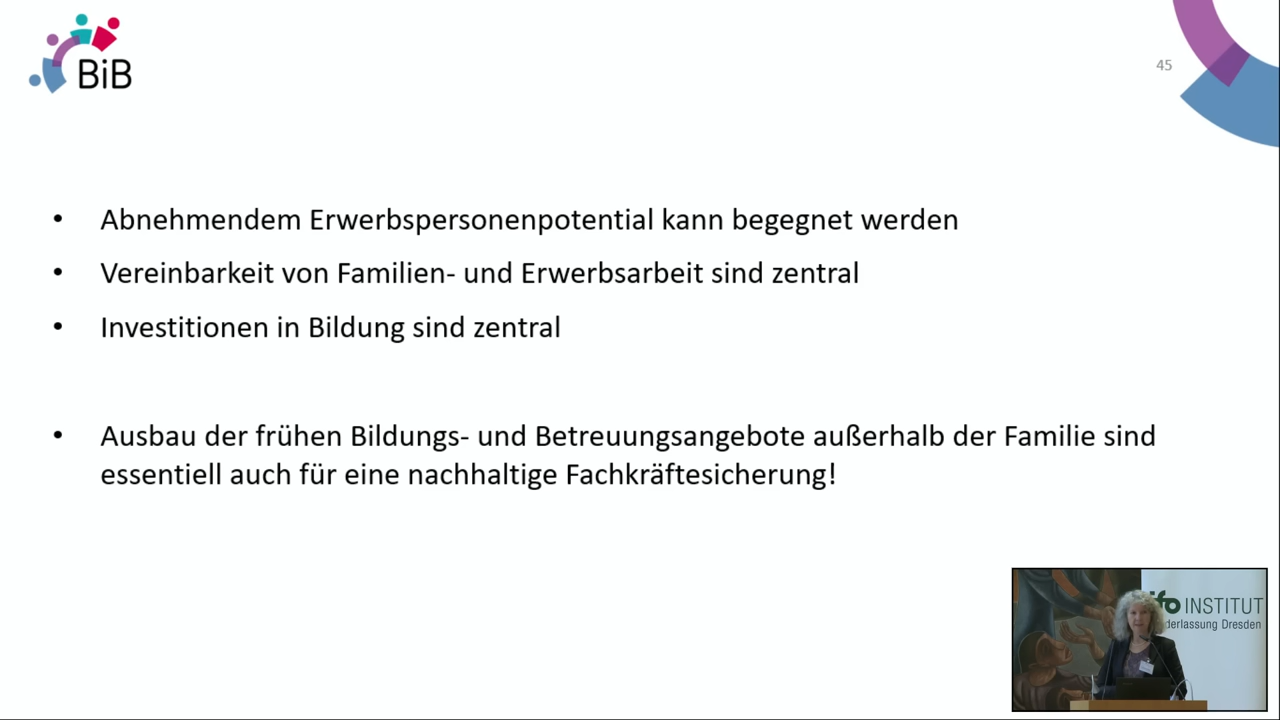 BiB
45
• Abnehmendem Erwerbspersonenpotential kann begegnet werden
• Vereinbarkeit von Familien- und Erwerbsarbeit sind zentral
• Investitionen in Bildung sind zentral
• Ausbau der frühen Bildungs- und Betreuungsangebote außerhalb der Familie sind
essentiell auch für eine nachhaltige Fachkräftesicherung!
ifo INSTITUT
derlassung Dresden